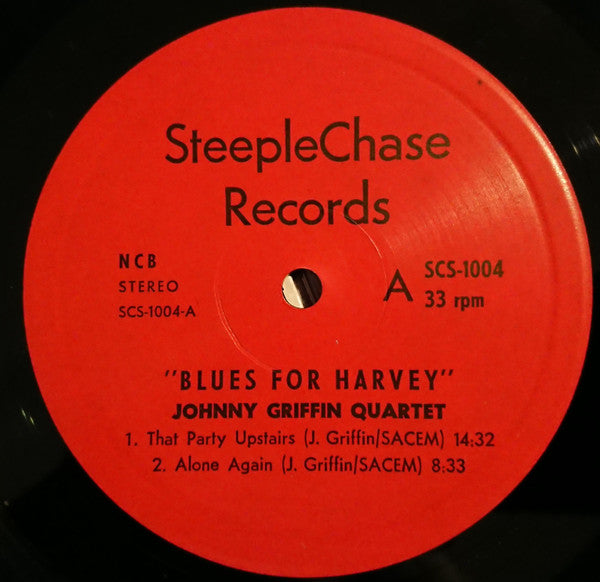 SteepleChase
Records
NCB
STEREO
SCS-1004-A
A
SCS-1004
33 rpm
"BLUES FOR HARVEY"
JOHNNY GRIFFIN QUARTET
1. That Party Upstairs (J. Griffin/SACEM) 14:32
2. Alone Again (J. Griffin/SACEM) 8:33